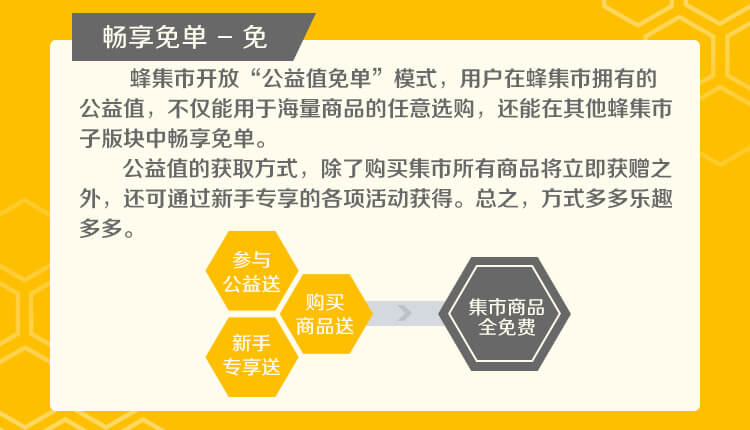 畅享免单 - 免
蜂集市开放“公益值免单”模式，用户在蜂集市拥有的
公益值，不仅能用于海量商品的任意选购，还能在其他蜂集市
子版块中畅享免单。
公益值的获取方式，除了购买集市所有商品将立即获赠之
外，还可通过新手专享的各项活动获得。总之，方式多多乐趣
多多。
参与
公益送
购买
商品送
新手
专享送
集市商品
全免费